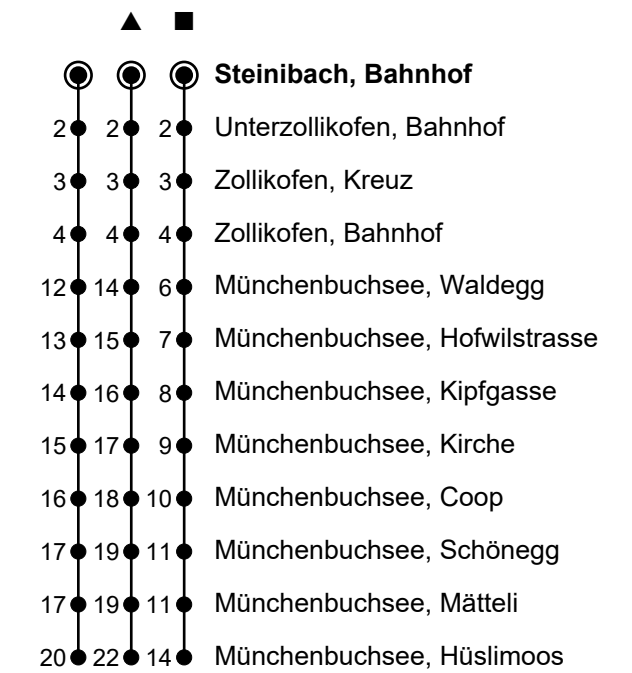 ▲ ■
Steinibach, Bahnhof
2 2 2 Unterzollikofen, Bahnhof
3 3 3 Zollikofen, Kreuz
4 4 4 Zollikofen, Bahnhof
12 14 6 Münchenbuchsee, Waldegg
13 15 7 Münchenbuchsee, Hofwilstrasse
14 16 8 Münchenbuchsee, Kipfgasse
15 17 9 Münchenbuchsee, Kirche
16 18 10 Münchenbuchsee, Coop
17 19 11 Münchenbuchsee, Schönegg
17 19 11 Münchenbuchsee, Mätteli
20 22 14 Münchenbuchsee, Hüslimoos